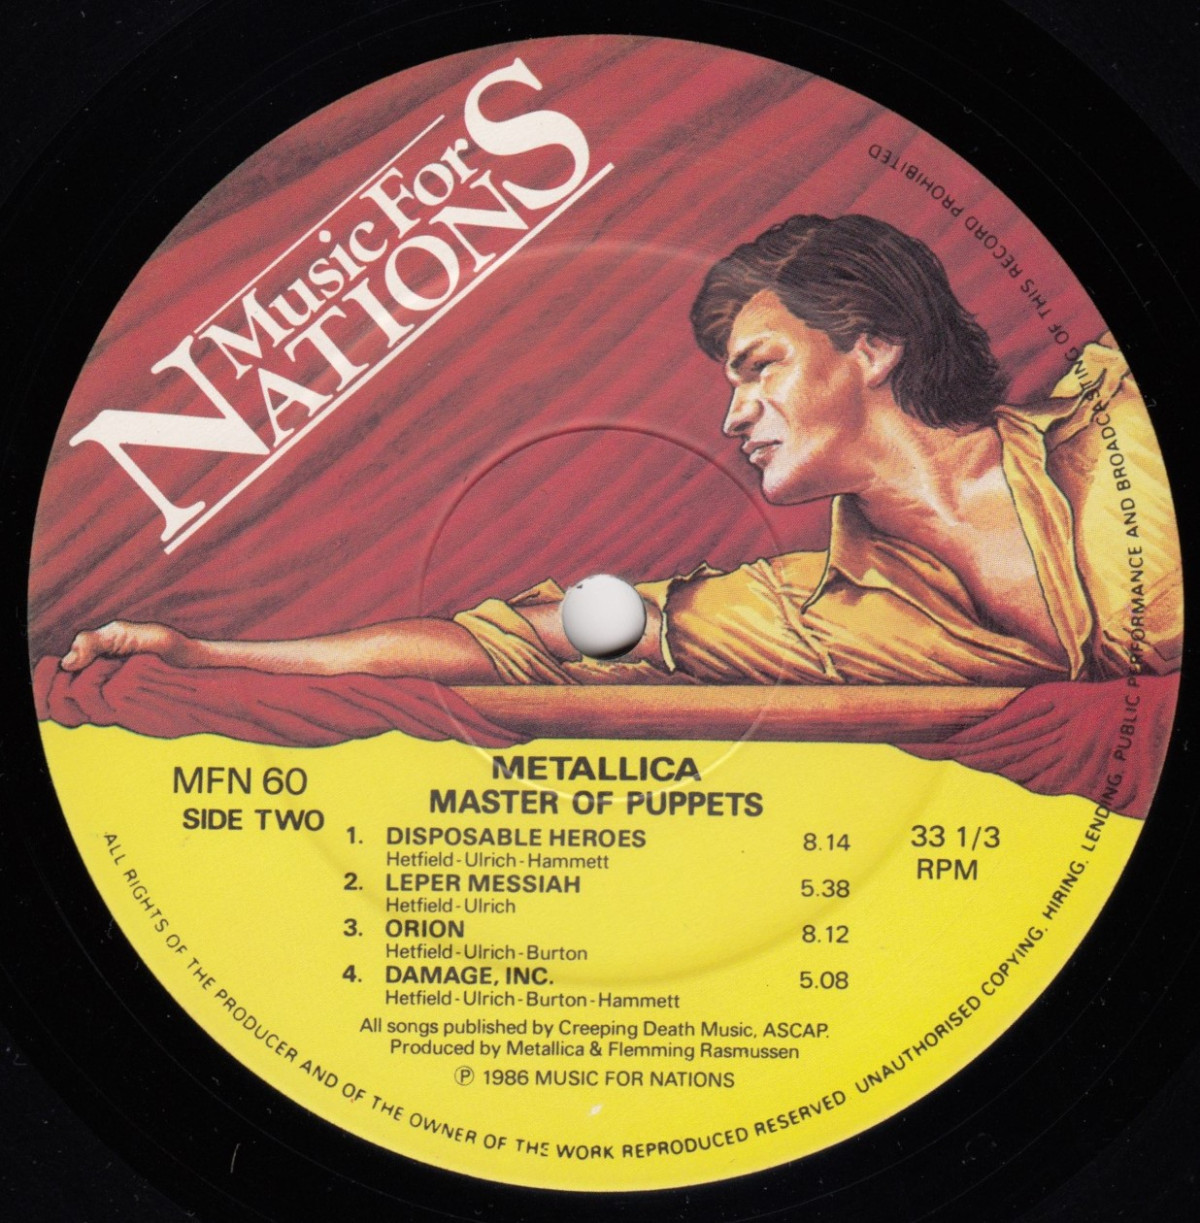 Music For
NATIONS
MFN 60
SIDE TWO
METALLICA
MASTER OF PUPPETS
1. DISPOSABLE HEROES 8.14
Hetfield-Ulrich-Hammett
2. LEPER MESSIAH 5.38
Hetfield-Ulrich
3. ORION 8.12
Hetfield-Ulrich-Burton
4. DAMAGE, INC. 5.08
Hetfield-Ulrich-Burton-Hammett
33 1/3
RPM
All songs published by Creeping Death Music, ASCAP.
Produced by Metallica & Flemming Rasmussen
℗ 1986 MUSIC FOR NATIONS
ALL RIGHTS OF THE PRODUCER AND OF THE OWNER OF THE WORK REPRODUCED RESERVED UNAUTHORISED COPYING. HIRING. LENDING. PUBLIC PERFORMANCE AND BROADCASTING OF THIS RECORD PROHIBITED